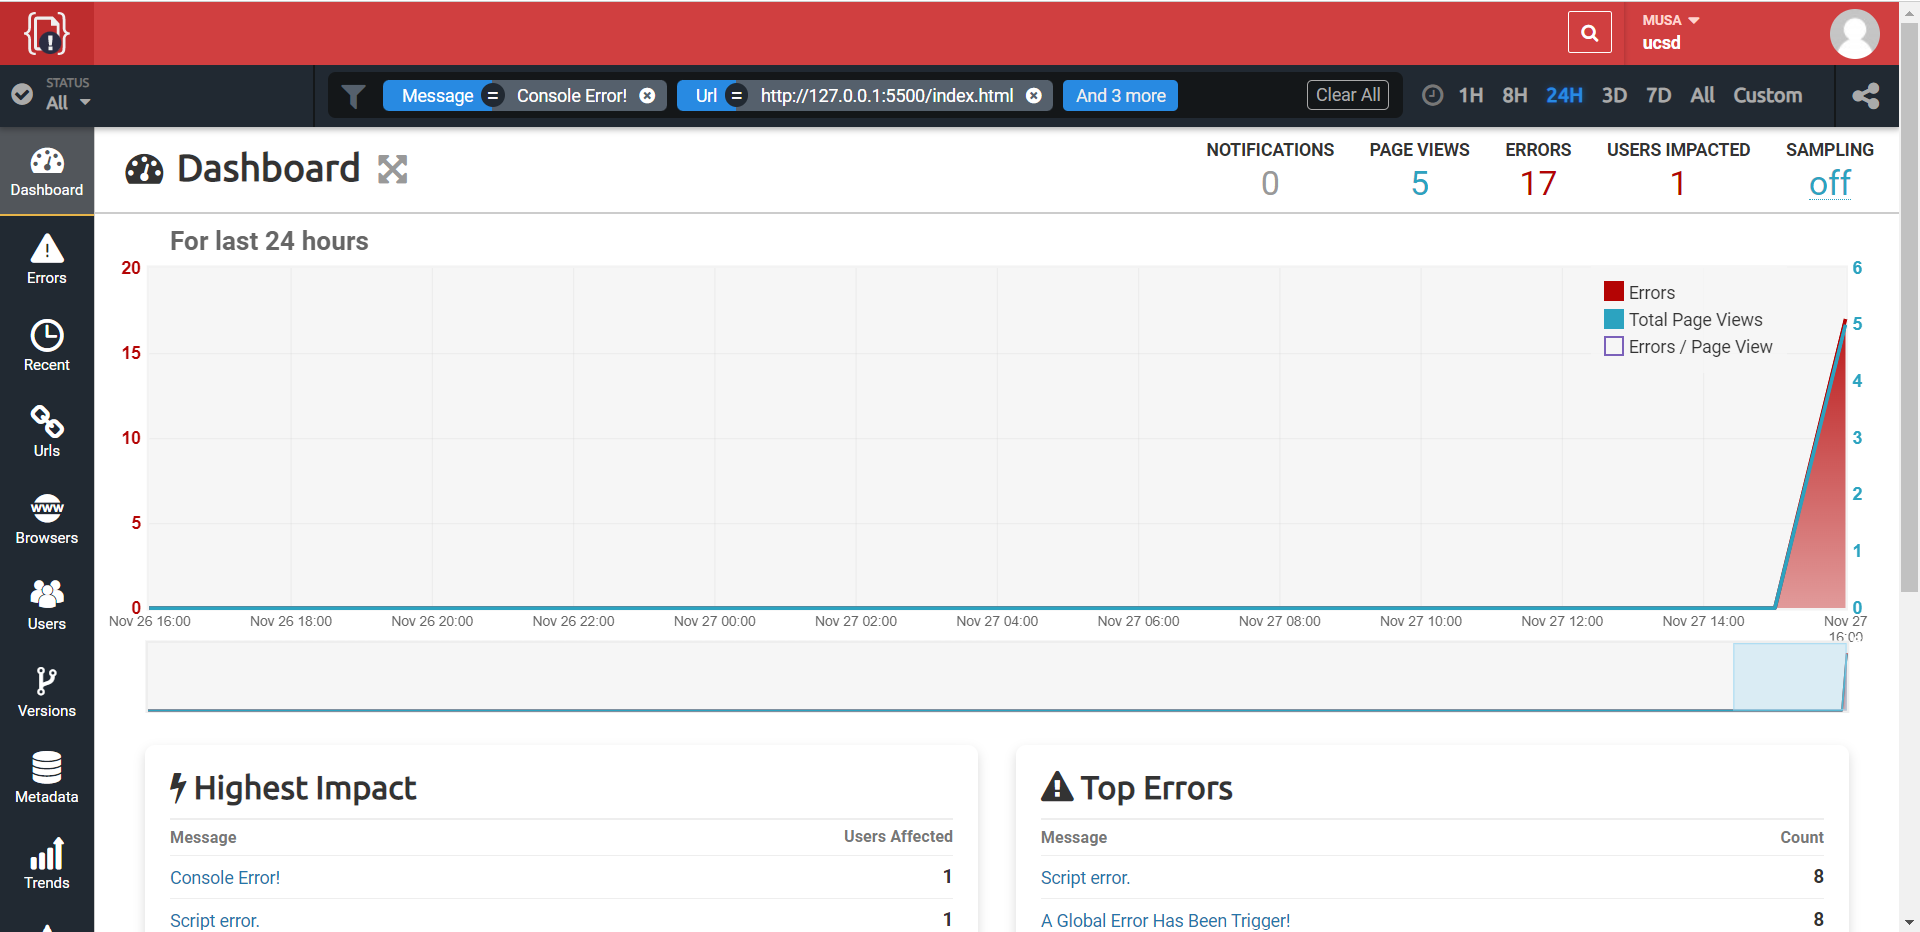 MUSA
ucsd
STATUS
All
Message = Console Error!
Url = http://127.0.0.1:5500/index.html
And 3 more
Clear All
1H 8H 24H 3D 7D All Custom
Dashboard
Errors
Recent
Urls
www
Browsers
Users
Versions
Metadata
Trends
Dashboard
NOTIFICATIONS
0
PAGE VIEWS
5
ERRORS
17
USERS IMPACTED
1
SAMPLING
off
For last 24 hours
20
15
10
5
0
Errors
Total Page Views
Errors / Page View
6
5
4
3
2
1
0
Nov 26 16:00
Nov 26 18:00
Nov 26 20:00
Nov 26 22:00
Nov 27 00:00
Nov 27 02:00
Nov 27 04:00
Nov 27 06:00
Nov 27 08:00
Nov 27 10:00
Nov 27 12:00
Nov 27 14:00
Nov 27
16:00
Highest Impact
Message Users Affected
Console Error! 1
Script error. 1
Top Errors
Message Count
Script error. 8
A Global Error Has Been Trigger! 8